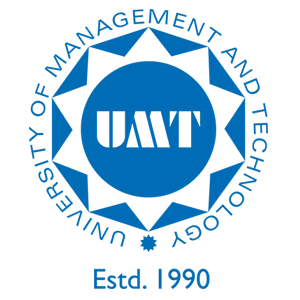 UNIVERSITY OF MANAGEMENT AND TECHNOLOGY
UMT
Estd. 1990